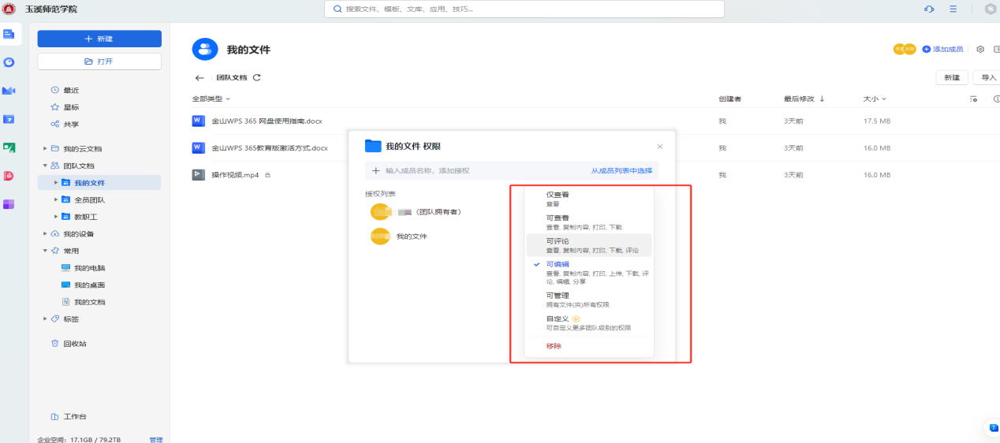 玉溪师范学院
搜索文件、模板、文库、应用、技巧...
新建
打开
最近
星标
共享
我的云文档
团队文档
我的文件
全员团队
教职工
我的设备
常用
我的电脑
我的桌面
我的文档
标签
回收站
工作台
企业空间: 17.1GB / 79.2TB 管理
我的文件
添加成员
团队文档
新建 导入
全部类型 创建者 最后修改 大小
金山WPS 365 网盘使用指南.docx 我 3天前 17.5 MB
金山WPS 365教育版激活方式.docx 我 3天前 16.0 MB
操作视频.mp4 我 3天前 16.0 MB
我的文件 权限
输入成员名称，添加授权 从成员列表中选择
授权列表
（团队拥有者）
我的文件
仅查看
查看
可查看
查看, 复制内容, 打印, 下载
可评论
查看, 复制内容, 打印, 下载, 评论
可编辑
查看, 复制内容, 打印, 上传, 下载, 评
论, 编辑, 分享
可管理
拥有文件(夹)所有权限
自定义
可自定义更多团队级别的权限
移除